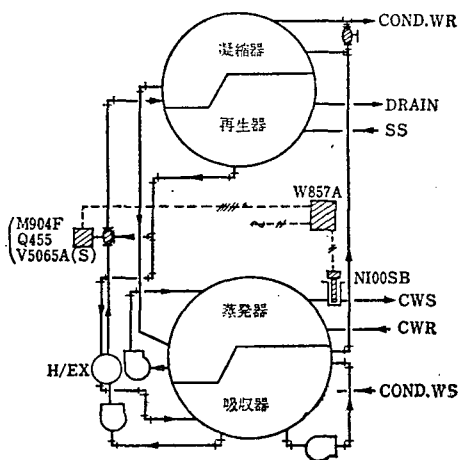 COND.WR
凝縮器
DRAIN
再生器
SS
W857A
M904F
Q455
V5065A(S)
N100SB
蒸発器
CWS
CWR
H/EX
吸収器
COND.WS